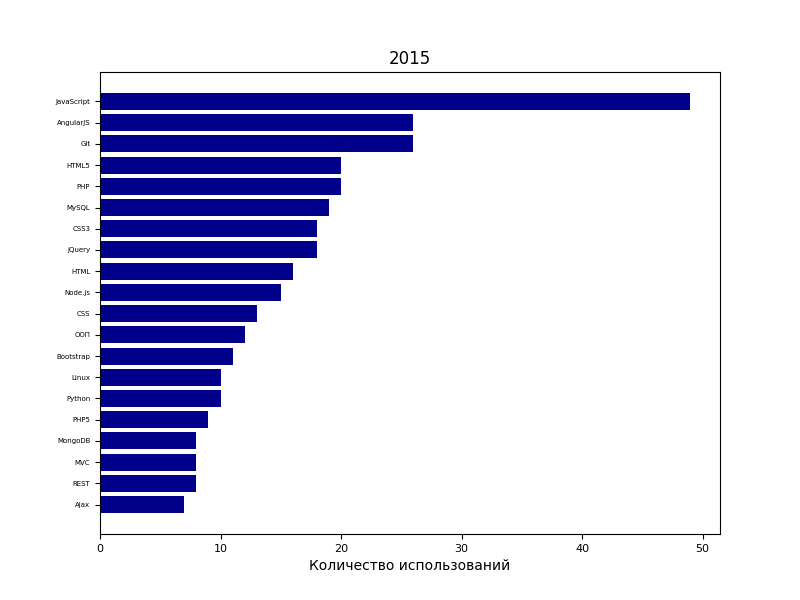 2015
JavaScript
AngularJS
Git
HTML5
PHP
MySQL
CSS3
jQuery
HTML
Node.js
CSS
ООП
Bootstrap
Linux
Python
PHP5
MongoDB
MVC
REST
Ajax
0 10 20 30 40 50
Количество использований